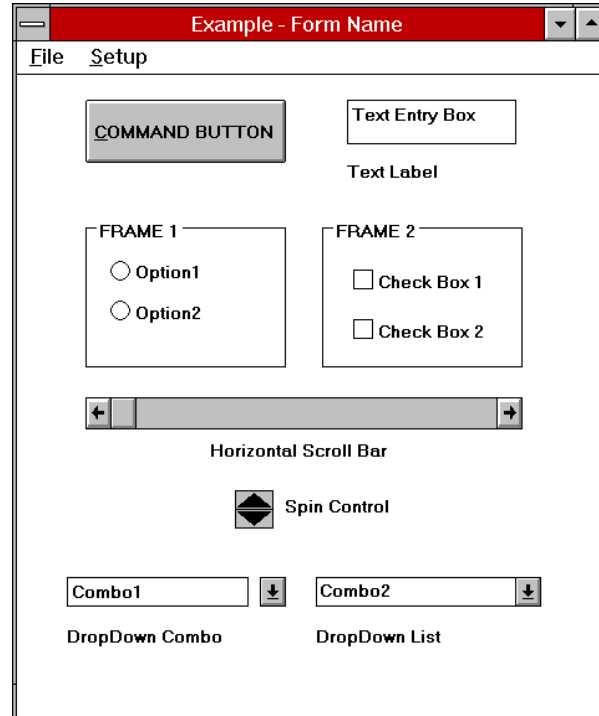 Example - Form Name
File Setup
COMMAND BUTTON
Text Entry Box
Text Label
FRAME 1
Option1
Option2
FRAME 2
Check Box 1
Check Box 2
Horizontal Scroll Bar
Spin Control
Combo1
DropDown Combo
Combo2
DropDown List